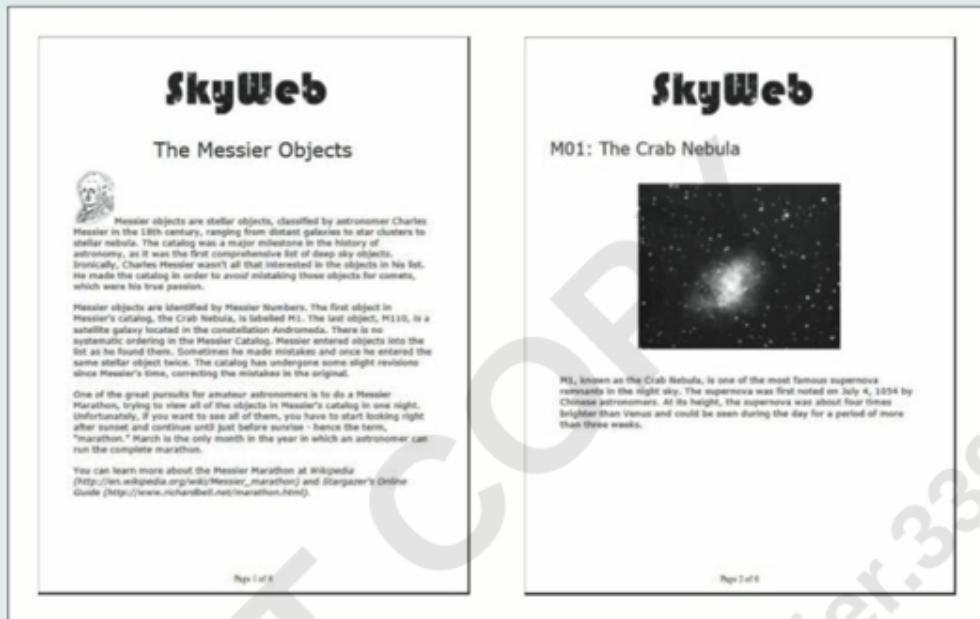 SkyWeb
The Messier Objects
Messier objects are stellar objects, classified by astronomer Charles
Messier in the 18th century, ranging from distant galaxies to star clusters to
stellar nebula. The catalog was a major milestone in the history of
astronomy, as it was the first comprehensive list of deep sky objects.
Ironically, Charles Messier wasn't all that interested in the objects in his list.
He made the catalog in order to avoid mistaking those objects for comets,
which were his true passion.
Messier objects are identified by Messier Numbers. The first object in
Messier's catalog, the Crab Nebula, is labelled M1. The last object, M110, is a
satellite galaxy located in the constellation Andromeda. There is no
systematic ordering in the Messier Catalog. Messier entered objects into the
list as he found them. Sometimes he made mistakes and once he entered the
same stellar object twice. The catalog has undergone some slight revisions
since Messier's time, correcting the mistakes in the original.
One of the great pursuits for amateur astronomers is to do a Messier
Marathon, trying to view all of the objects in Messier's catalog in one night.
Unfortunately, if you want to see all of them, you have to start looking right
after sunset and continue until just before sunrise - hence the term,
"marathon." March is the only month in the year in which an astronomer can
run the complete marathon.
You can learn more about the Messier Marathon at Wikipedia
(http://en.wikipedia.org/wiki/Messier_marathon) and Stargazer's Online
Guide (http://www.richardbell.net/marathon.html).
Page 1 of
SkyWeb
M01: The Crab Nebula
M1, known as the Crab Nebula, is one of the most famous supernova
remnants in the night sky. The supernova was first noted on July 4, 1054 by
Chinese astronomers. At its height, the supernova was about four times
brighter than Venus and could be seen during the day for a period of more
than three weeks.
Page 2 of
T COPY
er.33